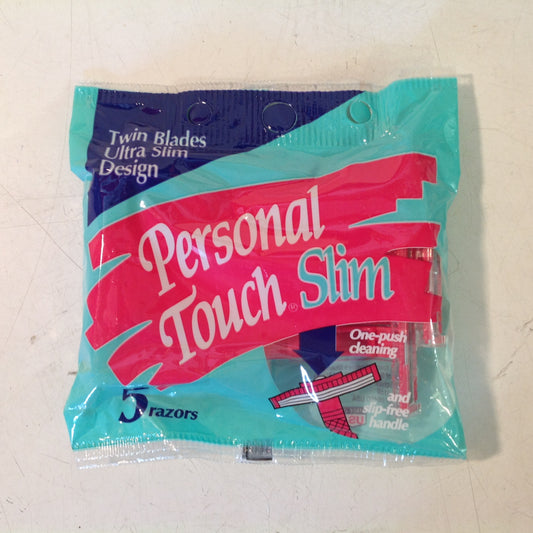 Twin Blades
Ultra Slim
Design
Personal
Touch® Slim
One-push
cleaning
5 razors
and
slip-free
handle